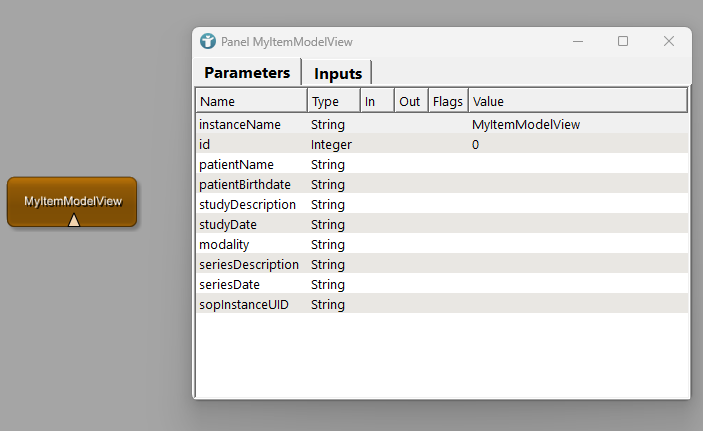 Panel MyItemModelView
Parameters Inputs
Name Type In Out Flags Value
instanceName String MyItemModelView
id Integer 0
patientName String
patientBirthdate String
studyDescription String
studyDate String
modality String
seriesDescription String
seriesDate String
sopInstanceUID String
MyItemModelView